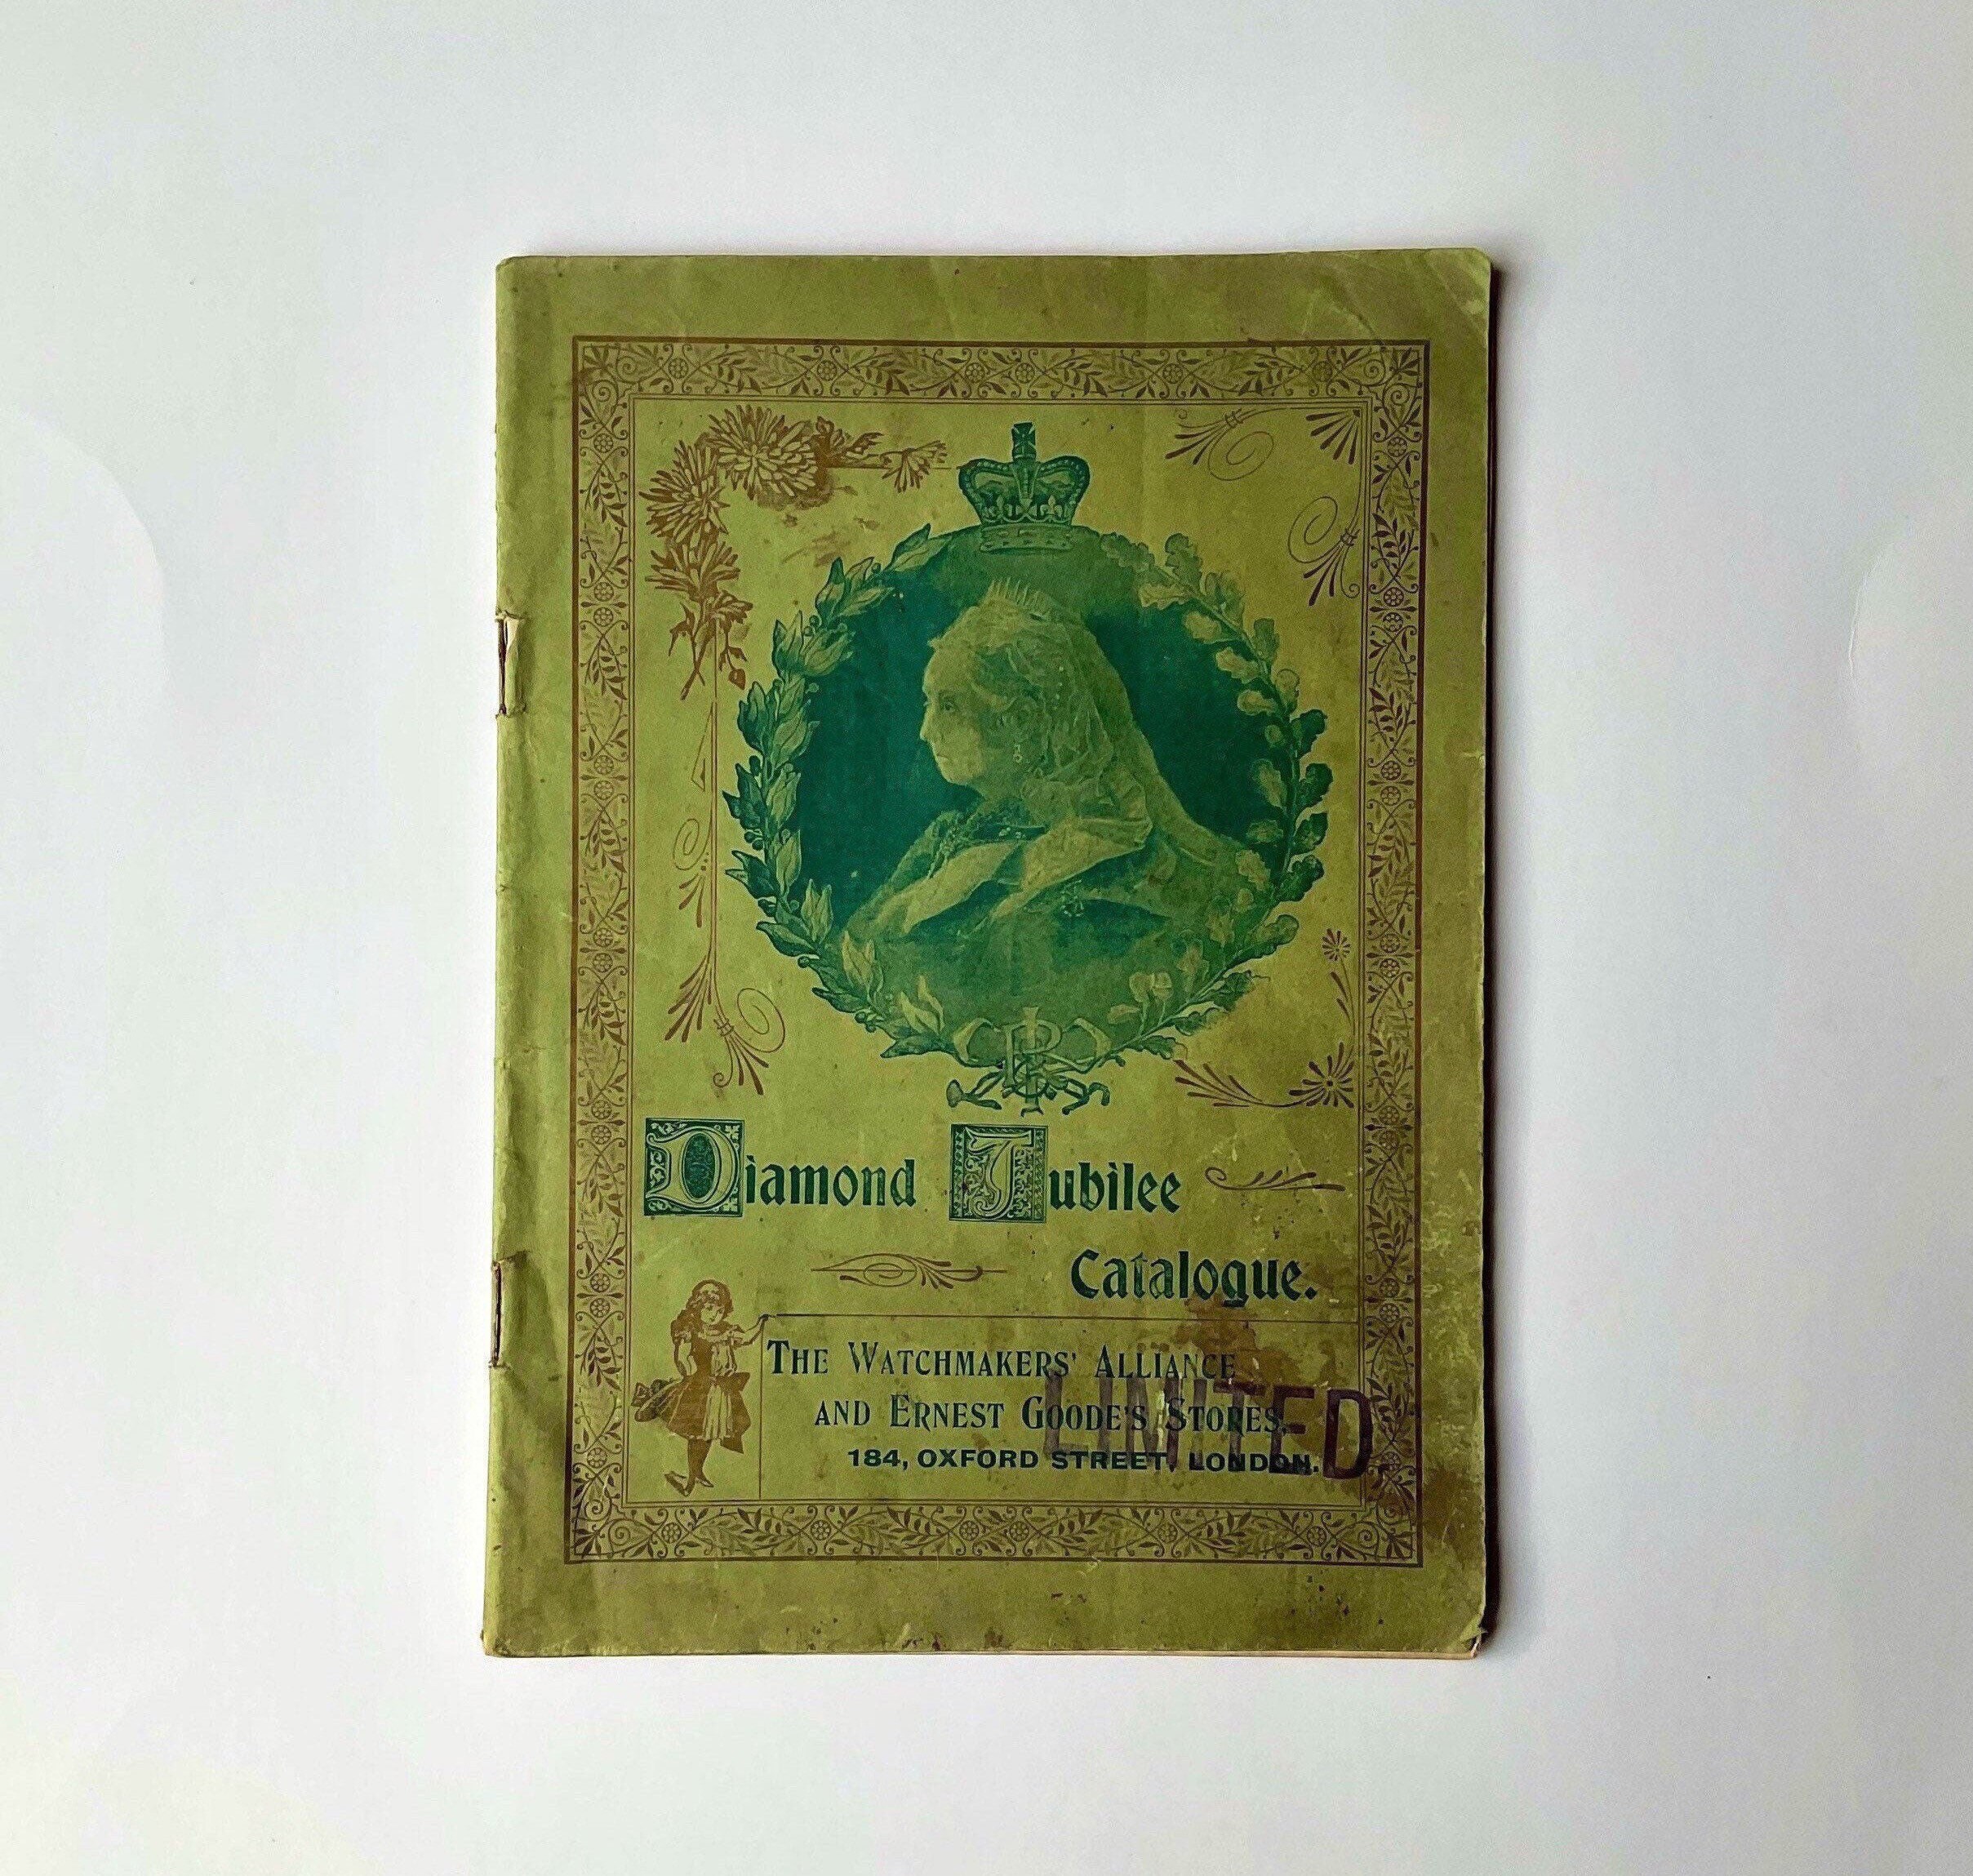 Diamond Jubilee
Catalogue.
THE WATCHMAKERS' ALLIANCE
AND ERNEST GOODE'S STORES,
LIMITED,
184, OXFORD STREET, LONDON.